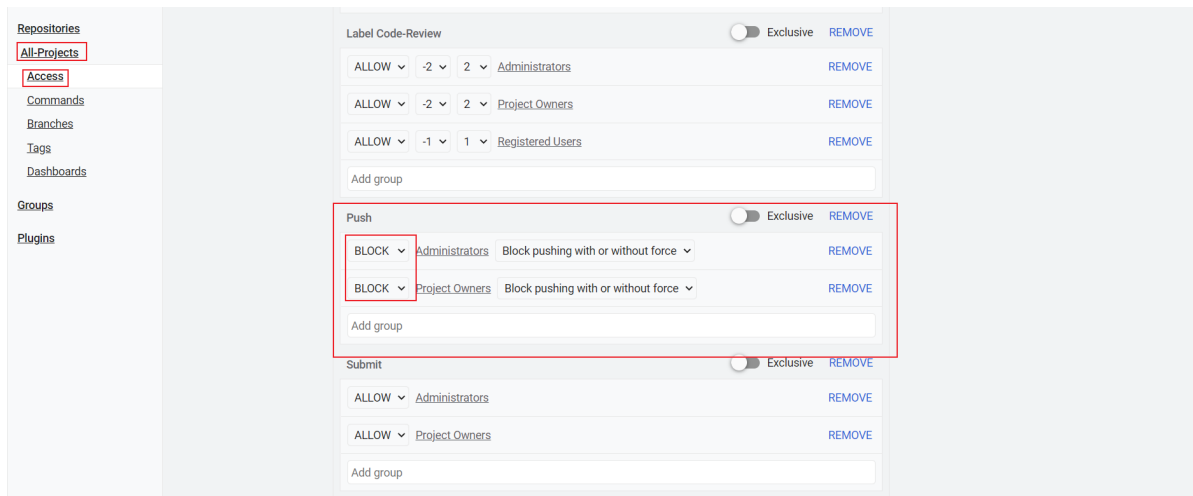 Repositories
All-Projects
Access
Commands
Branches
Tags
Dashboards
Groups
Plugins
Label Code-Review Exclusive REMOVE
ALLOW -2 2 Administrators REMOVE
ALLOW -2 2 Project Owners REMOVE
ALLOW -1 1 Registered Users REMOVE
Add group
Push Exclusive REMOVE
BLOCK Administrators Block pushing with or without force REMOVE
BLOCK Project Owners Block pushing with or without force REMOVE
Add group
Submit Exclusive REMOVE
ALLOW Administrators REMOVE
ALLOW Project Owners REMOVE
Add group